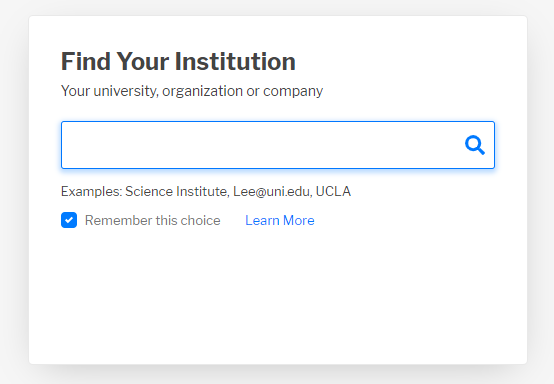 Find Your Institution
Your university, organization or company
Examples: Science Institute, Lee@uni.edu, UCLA
Remember this choice Learn More